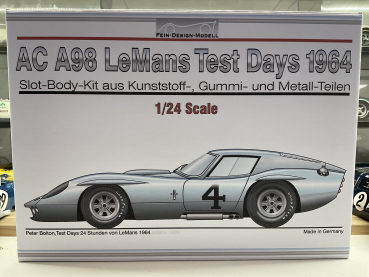 Fein-Design-Modell
AC A98 LeMans Test Days 1964
Slot-Body-Kit aus Kunststoff-, Gummi- und Metall-Teilen
1/24 Scale
4
Peter Bolton,Test Days 24 Stunden von LeMans 1964
Made in Germany